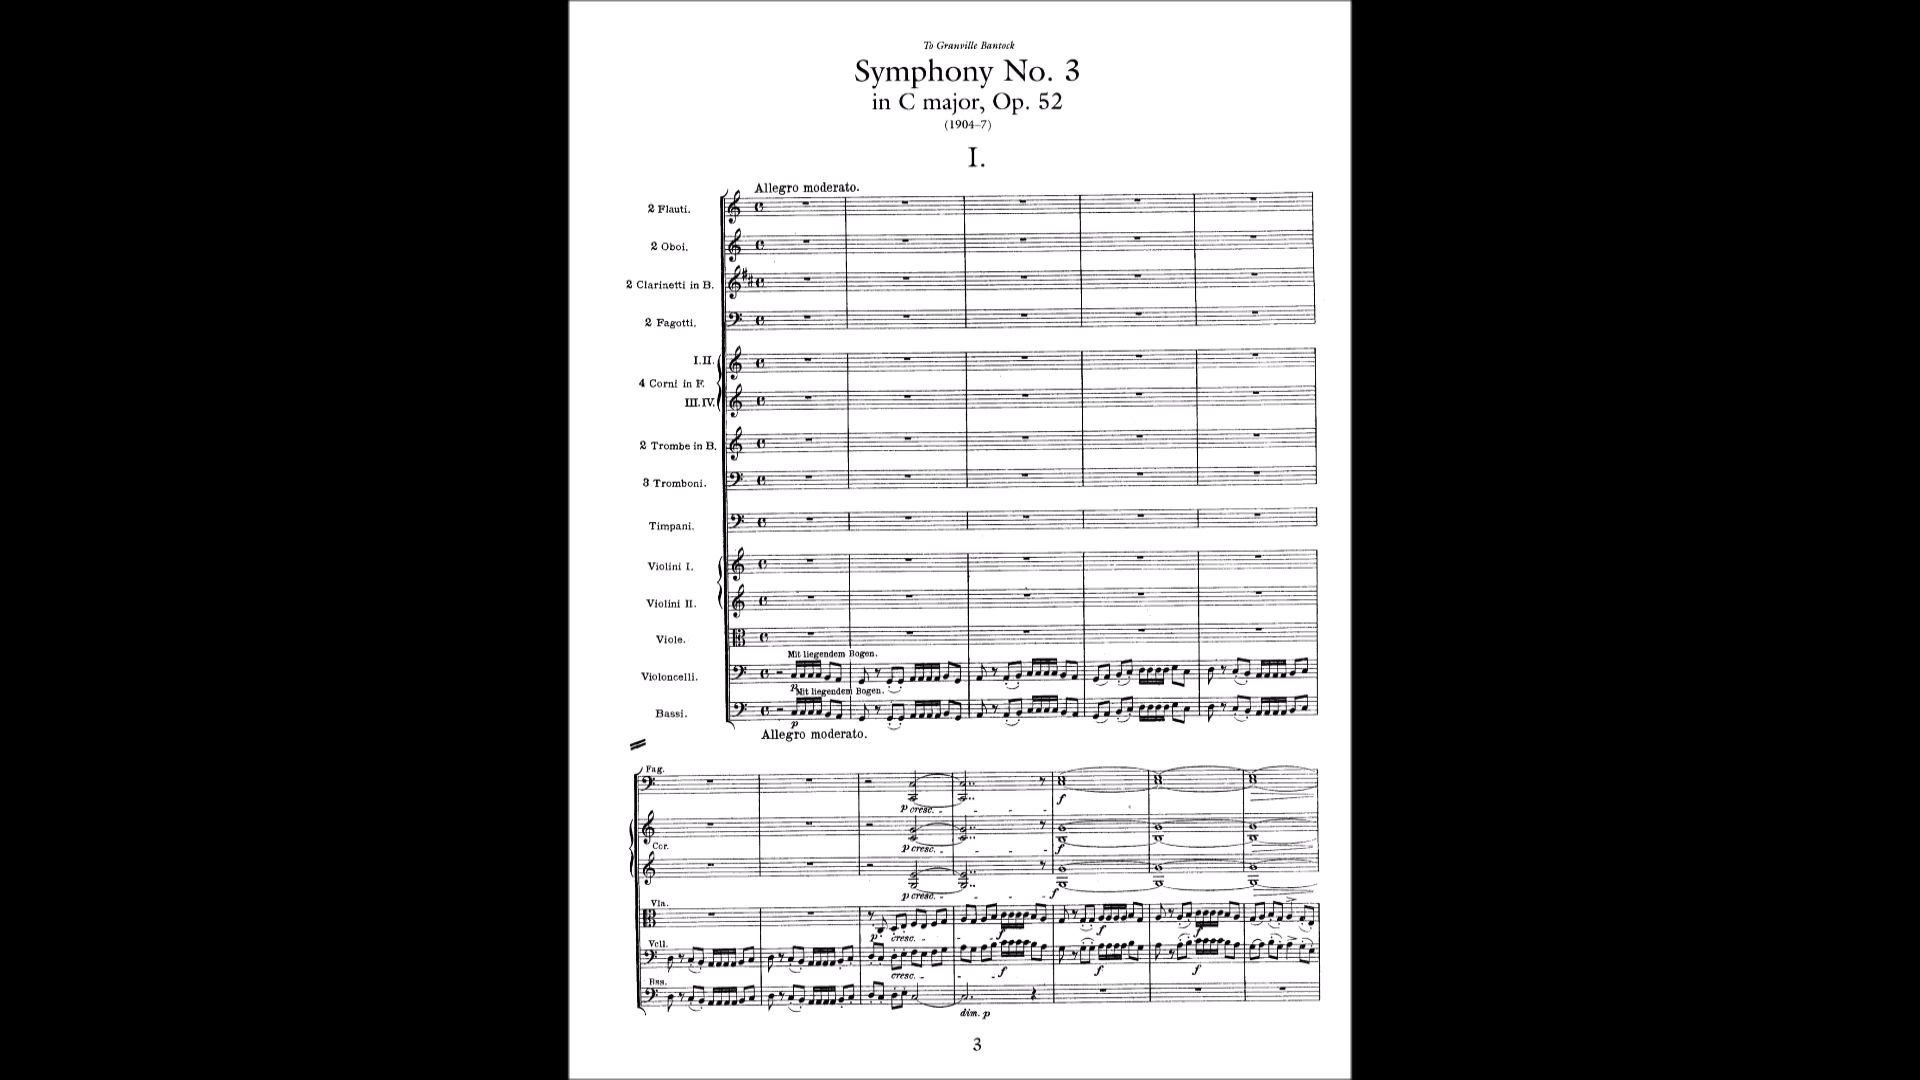 To Granville Bantock
Symphony No. 3
in C major, Op. 52
(1904–7)
I.
Allegro moderato.
2 Flauti.
2 Oboi.
2 Clarinetti in B.
2 Fagotti.
I.II.
4 Corni in F.
III.IV.
2 Trombe in B.
3 Tromboni.
Timpani.
Violini I.
Violini II.
Viole.
Mit liegendem Bogen.
Violoncelli.
p
Mit liegendem Bogen.
Bassi.
p
Allegro moderato.
Fag.
p cresc. - - - -
f
Cor.
p cresc. - - - -
f
p cresc. - - - -
f
Vla.
p cresc. - - - f f f
Vcll.
cresc. - - - f f f
Bss.
dim. p
3